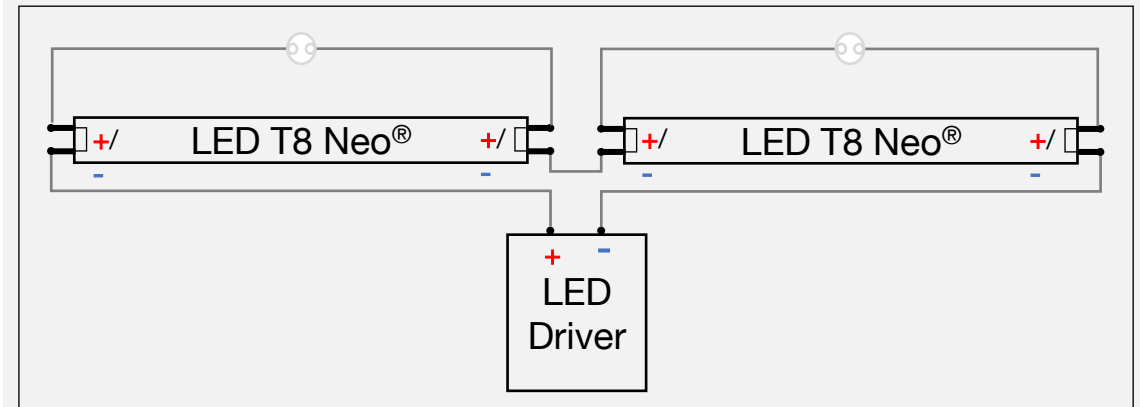 +/ LED T8 Neo® +/
- -
+/ LED T8 Neo® +/
- -
+ -
LED
Driver